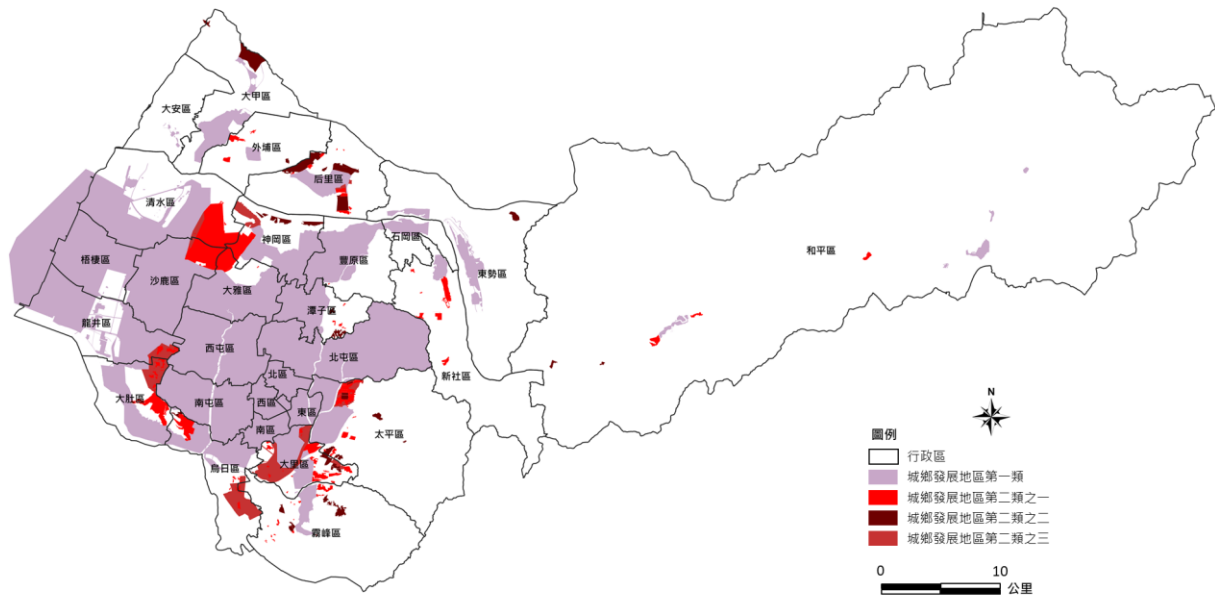 大甲區
大安區
外埔區
后里區
清水區
神岡區
石岡區
豐原區
東勢區
和平區
梧棲區
沙鹿區
大雅區
潭子區
龍井區
西屯區
北屯區
北區
新社區
大肚區
南屯區
西區
東區
太平區
南區
大里區
烏日區
霧峰區
N
圖例
行政區
城鄉發展地區第一類
城鄉發展地區第二類之一
城鄉發展地區第二類之二
城鄉發展地區第二類之三
0 10
公里